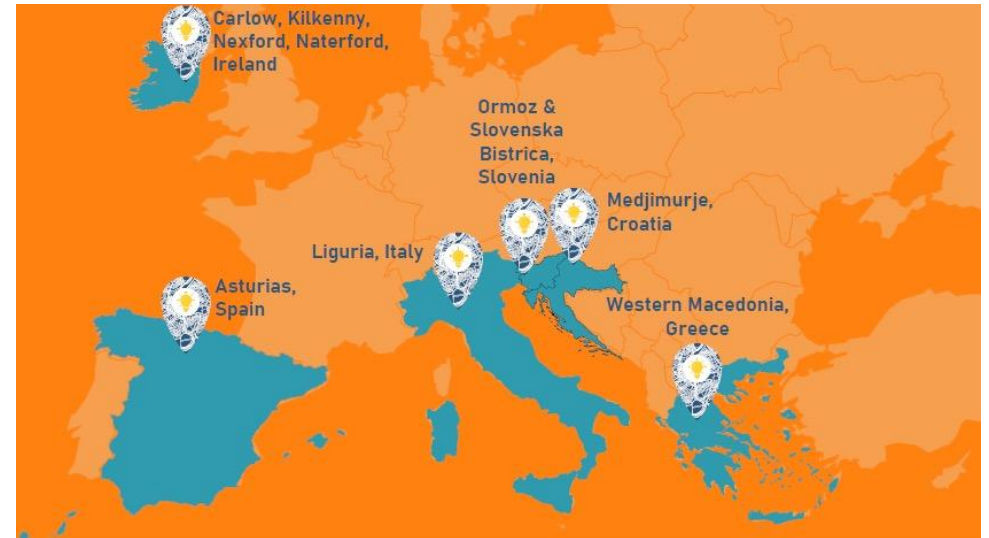 Carlow, Kilkenny,
Nexford, Naterford,
Ireland
Ormoz &
Slovenska
Bistrica,
Slovenia
Medjimurje,
Croatia
Liguria, Italy
Asturias,
Spain
Western Macedonia,
Greece